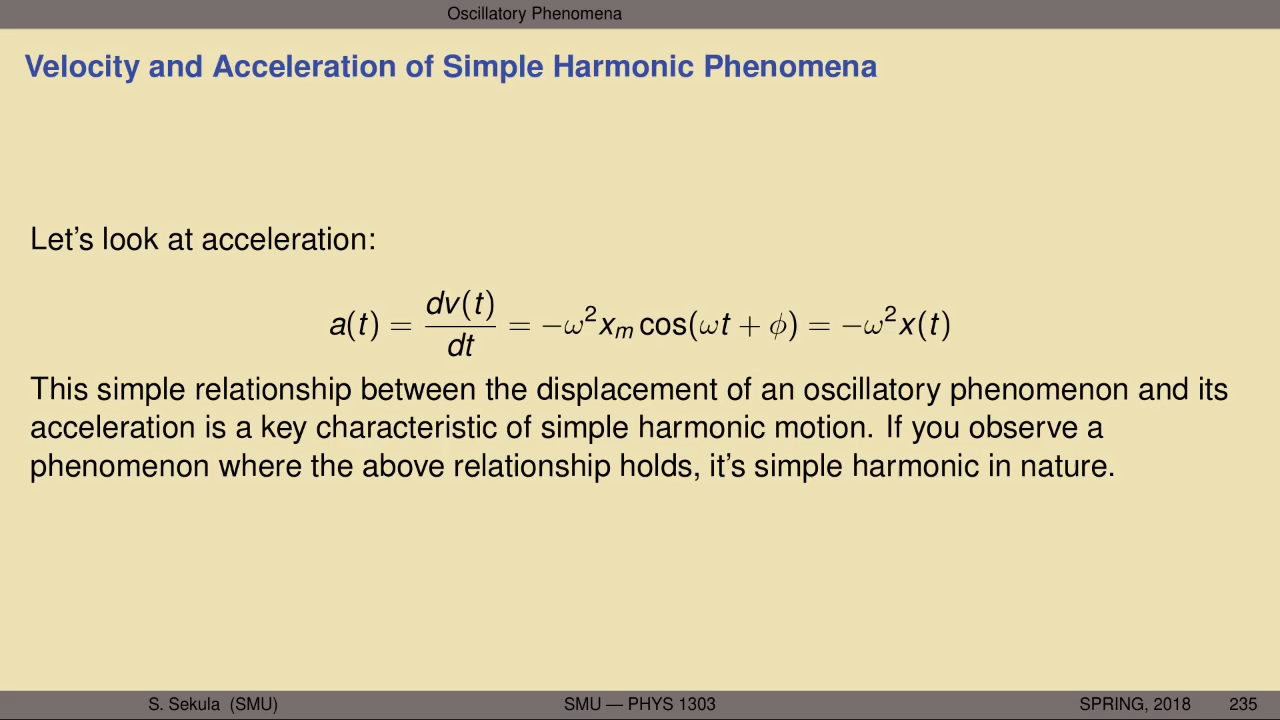 Oscillatory Phenomena
Velocity and Acceleration of Simple Harmonic Phenomena
Let's look at acceleration:
a(t) = dv(t)/dt = −ω²xₘ cos(ωt + ϕ) = −ω²x(t)
This simple relationship between the displacement of an oscillatory phenomenon and its
acceleration is a key characteristic of simple harmonic motion. If you observe a
phenomenon where the above relationship holds, it's simple harmonic in nature.
S. Sekula (SMU) SMU — PHYS 1303 SPRING, 2018 235